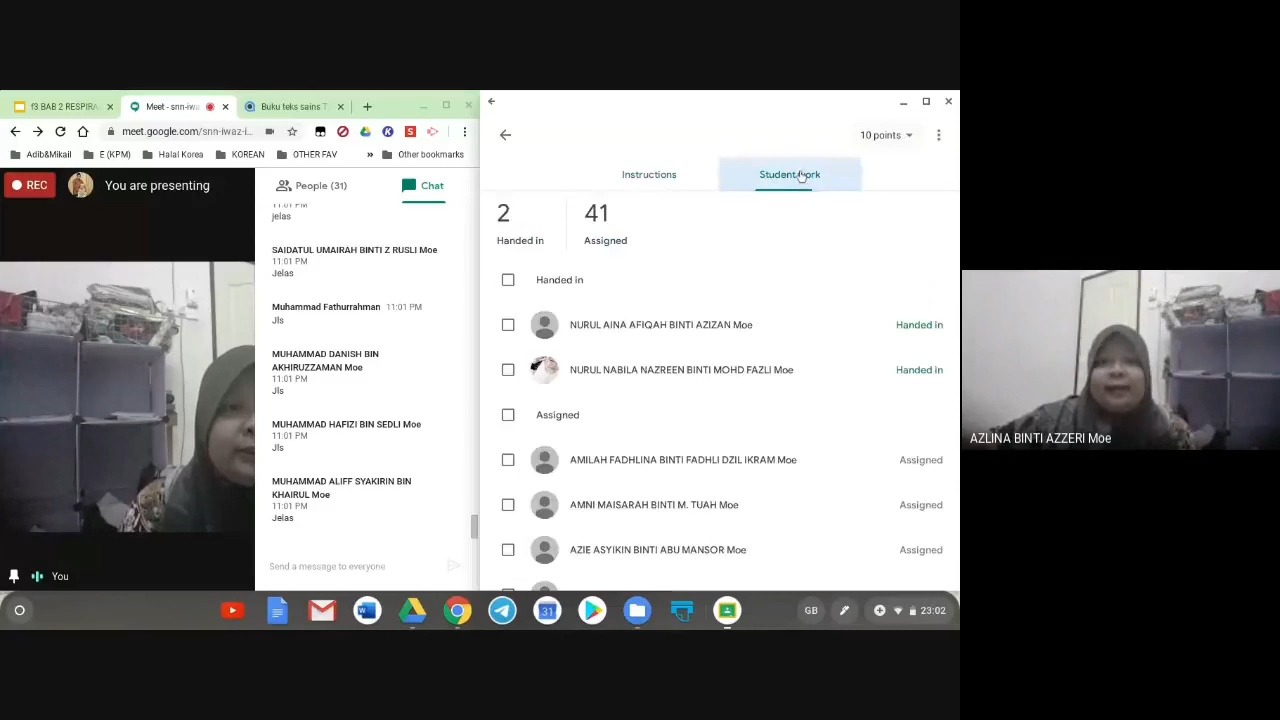 f3 BAB 2 RESPIRA
Meet - snn-iwa
Buku teks sains T
meet.google.com/snn-iwaz-i...
Adib&Mikail
E (KPM)
Halal Korea
KOREAN
OTHER FAV
»
Other bookmarks
REC
You are presenting
People (31)
Chat
11:01 PM
jelas
SAIDATUL UMAIRAH BINTI Z RUSLI Moe
11:01 PM
Jelas
Muhammad Fathurrahman 11:01 PM
Jls
MUHAMMAD DANISH BIN
AKHIRUZZAMAN Moe
11:01 PM
Jls
MUHAMMAD HAFIZI BIN SEDLI Moe
11:01 PM
Jls
MUHAMMAD ALIFF SYAKIRIN BIN
KHAIRUL Moe
11:01 PM
Jelas
Send a message to everyone
You
10 points
Instructions
Student work
2
41
Handed in
Assigned
Handed in
NURUL AINA AFIQAH BINTI AZIZAN Moe
Handed in
NURUL NABILA NAZREEN BINTI MOHD FAZLI Moe
Handed in
Assigned
AMILAH FADHLINA BINTI FADHLI DZIL IKRAM Moe
Assigned
AMNI MAISARAH BINTI M. TUAH Moe
Assigned
AZIE ASYIKIN BINTI ABU MANSOR Moe
Assigned
31
GB
23:02
AZLINA BINTI AZZERI Moe